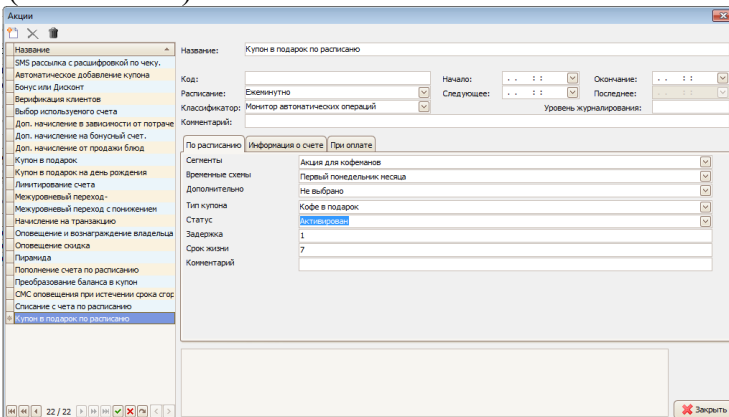 Акции
Название
SMS рассылка с расшифровкой по чеку.
Автоматическое добавление купона
Бонус или Дисконт
Верификация клиентов
Выбор используемого счета
Доп. начисление в зависимости от потраче
Доп. начисление на бонусный счет.
Доп. начисление от продажи блюд
Купон в подарок
Купон в подарок на день рождения
Лимитирование счета
Межуровневый переход-
Межуровневый переход с понижением
Начисление на транзакцию
Оповещение и вознаграждение владельца
Оповещение скидка
Пирамида
Пополнение счета по расписанию
Преобразование баланса в купон
СМС оповещения при истечении срока сгор
Списание с чета по расписанию
Купон в подарок по расписаню
22 / 22
Название: Купон в подарок по расписаню
Код: Начало: . . : : Окончание: . . : :
Расписание: Ежеминутно Следующее: . . : : Последнее: . . : :
Классификатор: Монитор автоматических операций Уровень журналирования:
Комментарий:
По расписанию Информация о счете При оплате
Сегменты Акция для кофеманов
Временные схемы Первый понедельник месяца
Дополнительно Не выбрано
Тип купона Кофе в подарок
Статус Активирован
Задержка 1
Срок жизни 7
Комментарий
Закрыть